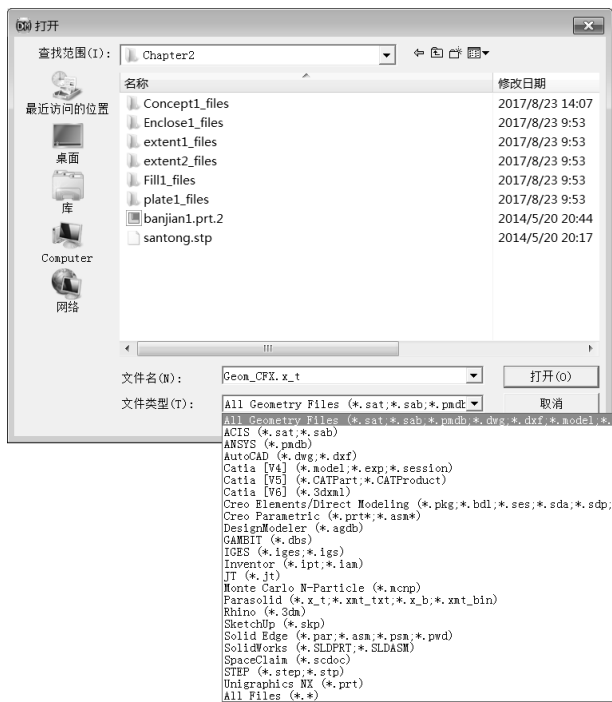 打开
查找范围(I): Chapter2
名称 修改日期
Concept1_files 2017/8/23 14:07
Enclose1_files 2017/8/23 9:53
extent1_files 2017/8/23 9:53
extent2_files 2017/8/23 9:53
Fill1_files 2017/8/23 9:53
plate1_files 2017/8/23 9:53
banjian1.prt.2 2014/5/20 20:44
santong.stp 2014/5/20 20:17
最近访问的位置
桌面
库
Computer
网络
文件名(N): Geom_CFX.x_t 打开(O)
文件类型(T): All Geometry Files (*.sat;*.sab;*.pmdb 取消
All Geometry Files (*.sat;*.sab;*.pmdb;*.dwg;*.dxf;*.model;*.
ACIS (*.sat;*.sab)
ANSYS (*.pmdb)
AutoCAD (*.dwg;*.dxf)
Catia [V4] (*.model;*.exp;*.session)
Catia [V5] (*.CATPart;*.CATProduct)
Catia [V6] (*.3dxml)
Creo Elements/Direct Modeling (*.pkg;*.bdl;*.ses;*.sda;*.sdp;
Creo Parametric (*.prt*;*.asm*)
DesignModeler (*.agdb)
GAMBIT (*.dbs)
IGES (*.iges;*.igs)
Inventor (*.ipt;*.iam)
JT (*.jt)
Monte Carlo N-Particle (*.mcnp)
Parasolid (*.x_t;*.xmt_txt;*.x_b;*.xmt_bin)
Rhino (*.3dm)
SketchUp (*.skp)
Solid Edge (*.par;*.asm;*.psm;*.pwd)
SolidWorks (*.SLDPRT;*.SLDASM)
SpaceClaim (*.scdoc)
STEP (*.step;*.stp)
Unigraphics NX (*.prt)
All Files (*.*)